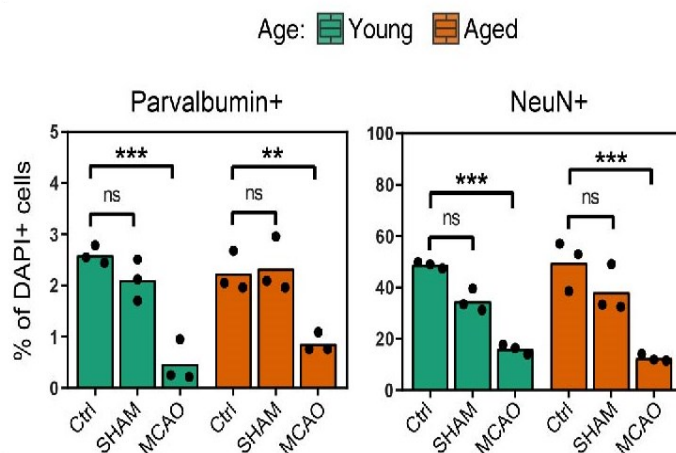 Age: Young Aged
Parvalbumin+
NeuN+
% of DAPI+ cells
5
4
3
2
1
0
***
ns
**
ns
Ctrl
SHAM
MCAO
Ctrl
SHAM
MCAO
100
80
60
40
20
0
***
ns
***
ns
Ctrl
SHAM
MCAO
Ctrl
SHAM
MCAO